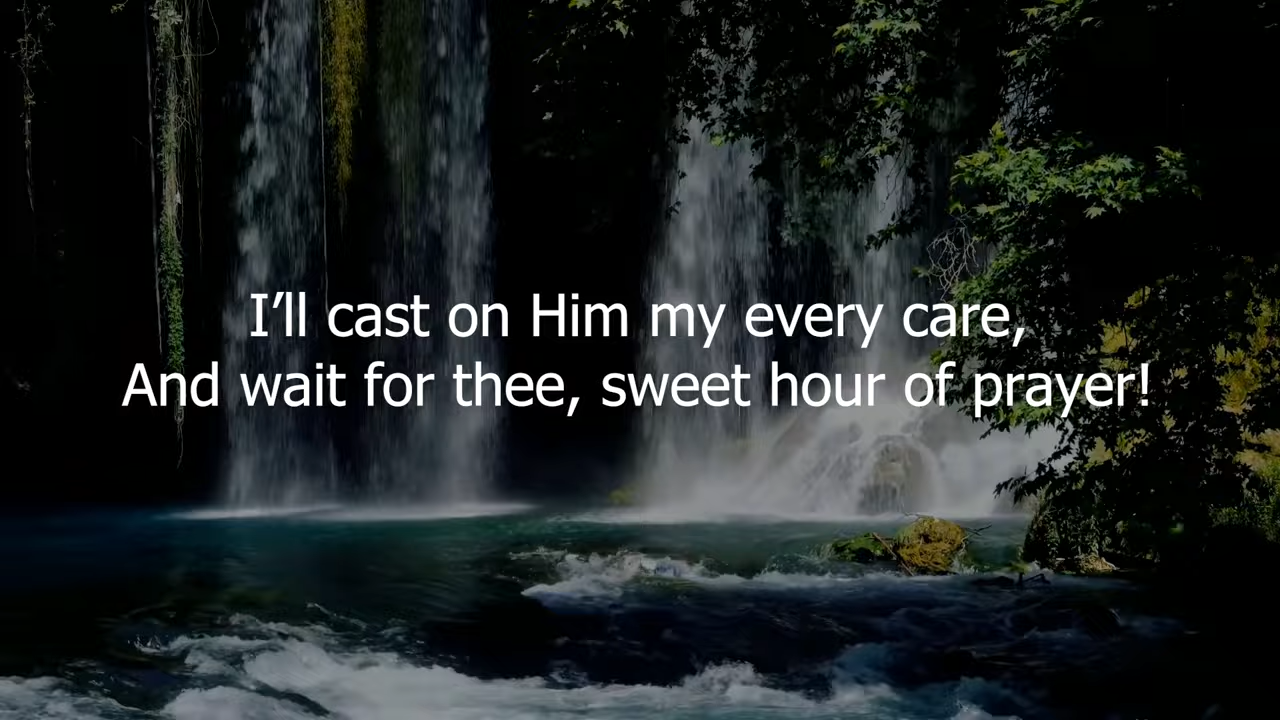 I’ll cast on Him my every care,
And wait for thee, sweet hour of prayer!